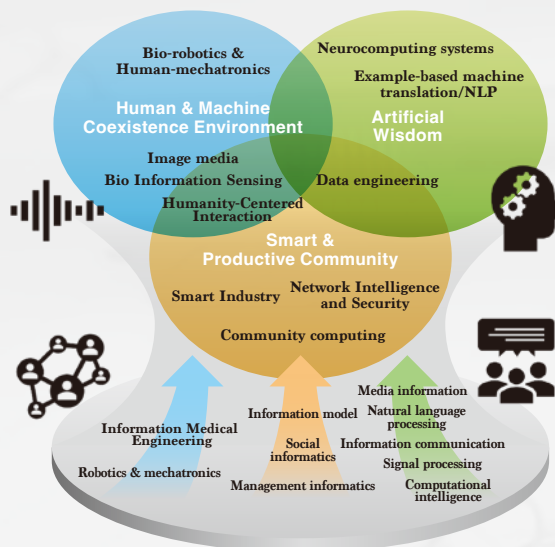 Bio-robotics &
Human-mechatronics
Neurocomputing systems
Example-based machine
translation/NLP
Human & Machine
Coexistence Environment
Artificial
Wisdom
Image media
Bio Information Sensing
Humanity-Centered
Interaction
Data engineering
Smart &
Productive Community
Smart Industry
Network Intelligence
and Security
Community computing
Information Medical
Engineering
Robotics & mechatronics
Information model
Social
informatics
Management informatics
Media information
Natural language
processing
Information communication
Signal processing
Computational
intelligence